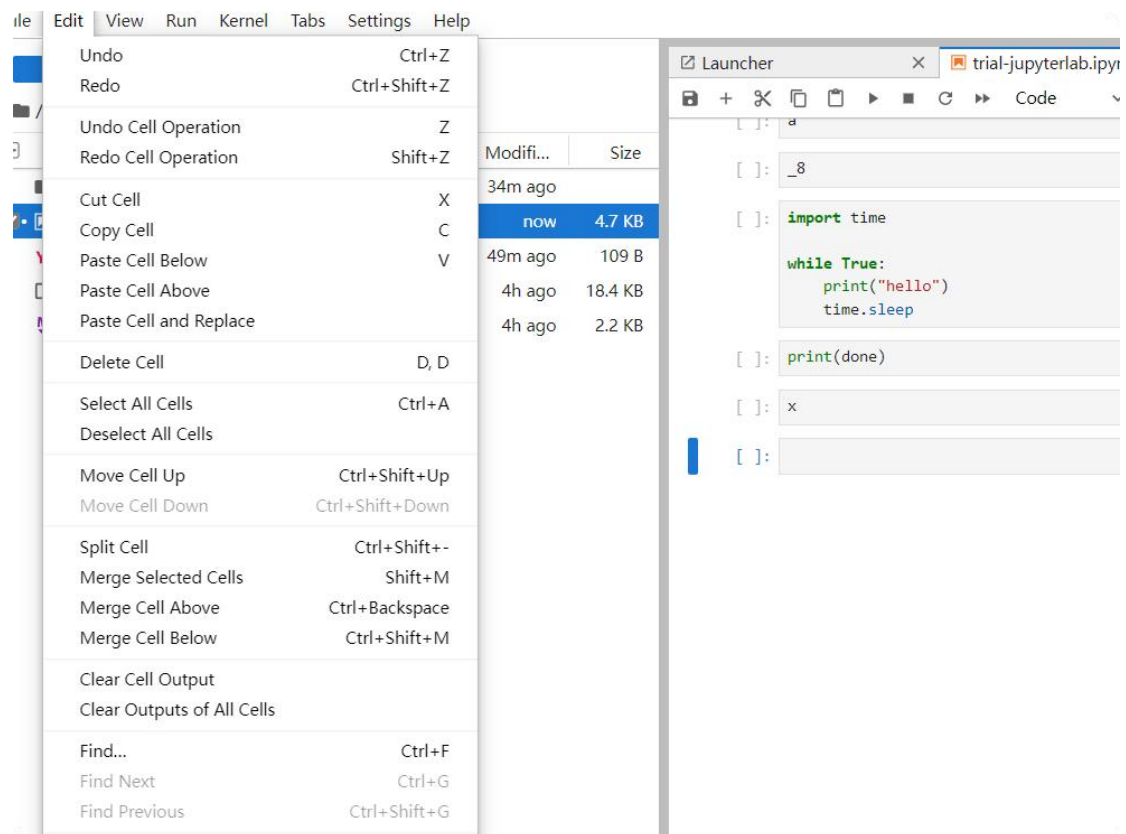 Edit View Run Kernel Tabs Settings Help
Undo Ctrl+Z
Redo Ctrl+Shift+Z
Undo Cell Operation Z
Redo Cell Operation Shift+Z
Cut Cell X
Copy Cell C
Paste Cell Below V
Paste Cell Above
Paste Cell and Replace
Delete Cell D, D
Select All Cells Ctrl+A
Deselect All Cells
Move Cell Up Ctrl+Shift+Up
Move Cell Down Ctrl+Shift+Down
Split Cell Ctrl+Shift+-
Merge Selected Cells Shift+M
Merge Cell Above Ctrl+Backspace
Merge Cell Below Ctrl+Shift+M
Clear Cell Output
Clear Outputs of All Cells
Find... Ctrl+F
Find Next Ctrl+G
Find Previous Ctrl+Shift+G
/
Modifi... Size
34m ago
now 4.7 KB
49m ago 109 B
4h ago 18.4 KB
4h ago 2.2 KB
Launcher trial-jupyterlab.ipyn
Code
[ ]: a
[ ]: _8
[ ]: import time
while True:
print("hello")
time.sleep
[ ]: print(done)
[ ]: x
[ ]: